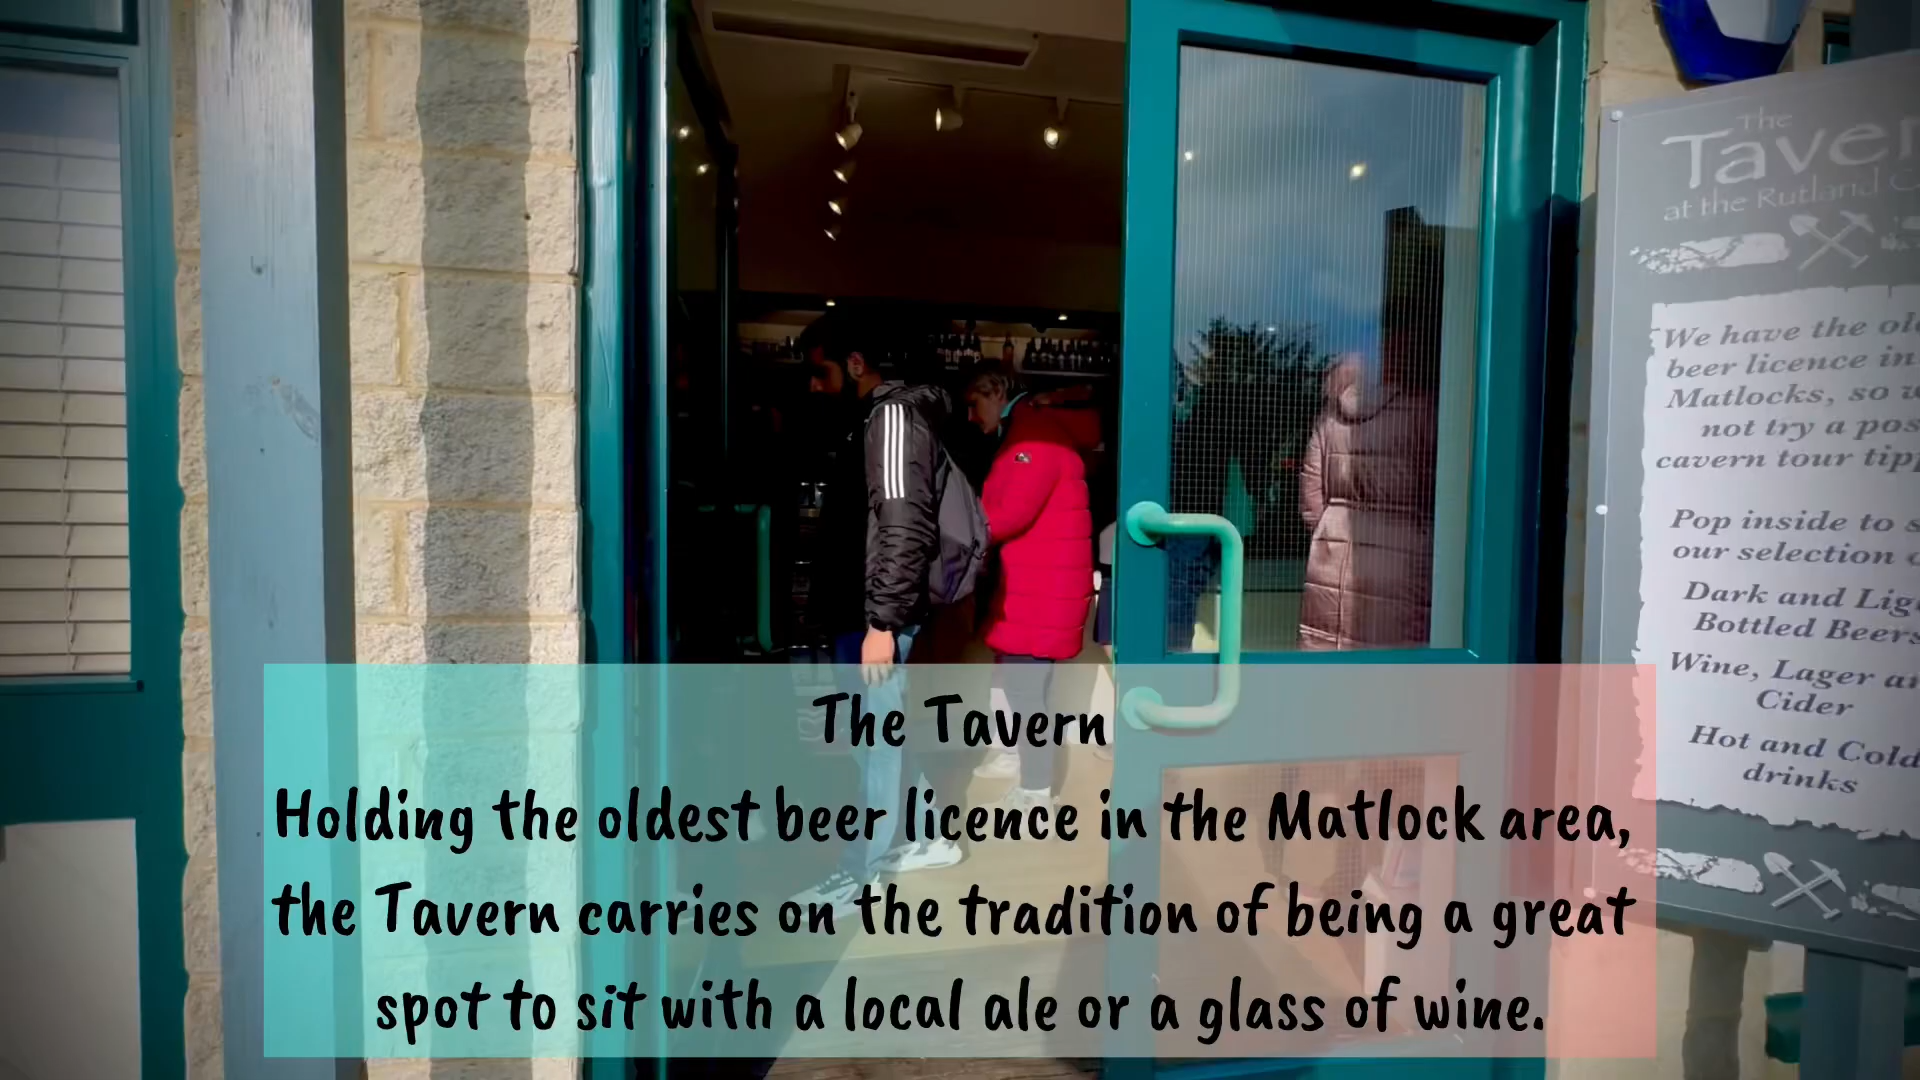 The
at the Rutland
We have the
beer licence in
Matlocks, so
not try a
cavern tour
Pop inside to
our selection
Dark and
Bottled Beers
Wine, Lager
Cider
Hot and Cold
drinks
The Tavern
Holding the oldest beer licence in the Matlock area,
the Tavern carries on the tradition of being a great
spot to sit with a local ale or a glass of wine.